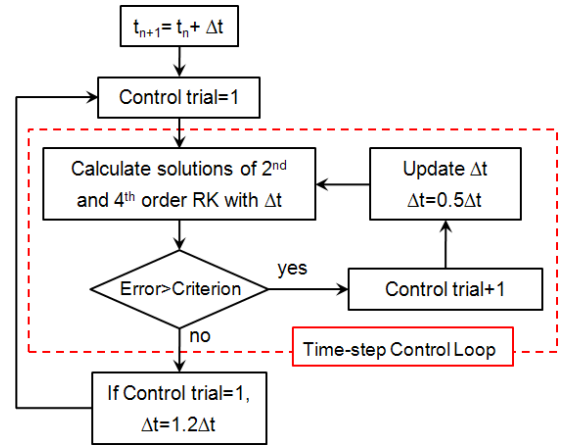 tₙ₊₁= tₙ+ Δt
Control trial=1
Calculate solutions of 2ⁿᵈ
and 4ᵗʰ order RK with Δt
Update Δt
Δt=0.5Δt
Error>Criterion
yes
Control trial+1
no
Time-step Control Loop
If Control trial=1,
Δt=1.2Δt